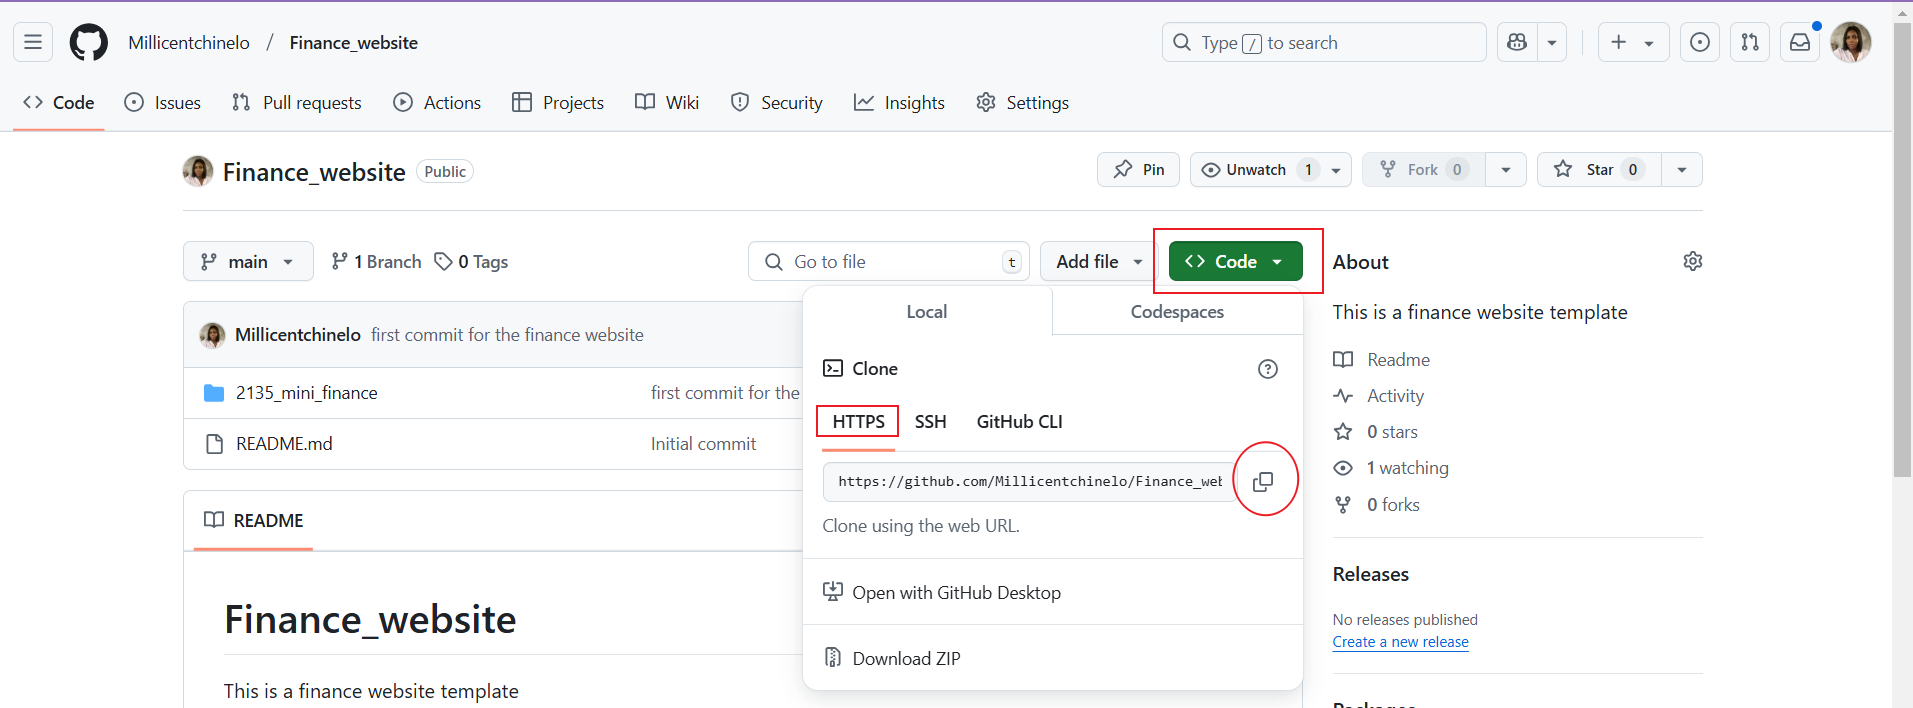 Millicentchinelo / Finance_website
Type / to search
Code Issues Pull requests Actions Projects Wiki Security Insights Settings
Finance_website Public
Pin Unwatch 1 Fork 0 Star 0
main 1 Branch 0 Tags
Go to file t Add file Code
Millicentchinelo first commit for the finance website
2135_mini_finance first commit for the
README.md Initial commit
README
Finance_website
This is a finance website template
Local Codespaces
Clone
HTTPS SSH GitHub CLI
https://github.com/Millicentchinelo/Finance_web
Clone using the web URL.
Open with GitHub Desktop
Download ZIP
About
This is a finance website template
Readme
Activity
0 stars
1 watching
0 forks
Releases
No releases published
Create a new release
Packages